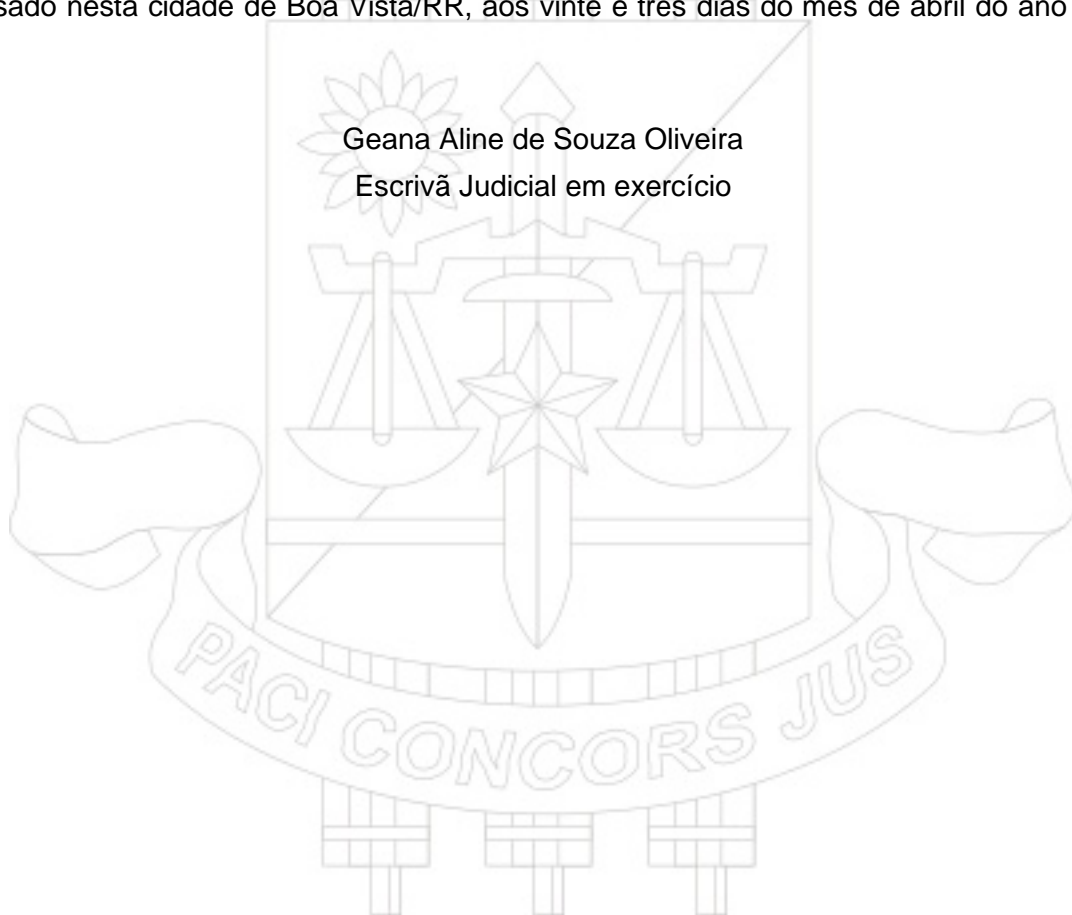 sado nesta cidade de Boa Vista/RR, aos vinte e três dias do mês de abril do ano
Geana Aline de Souza Oliveira
Escrivã Judicial em exercício
PACI CONCORS JUS